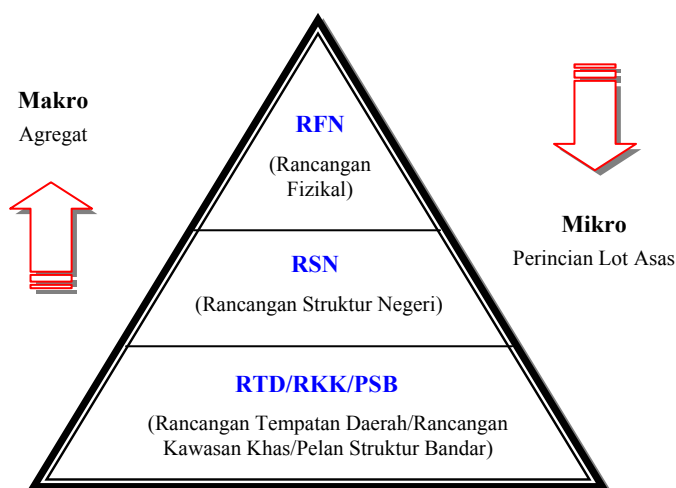 Makro
Agregat
RFN
(Rancangan
Fizikal)
Mikro
Perincian Lot Asas
RSN
(Rancangan Struktur Negeri)
RTD/RKK/PSB
(Rancangan Tempatan Daerah/Rancangan
Kawasan Khas/Pelan Struktur Bandar)